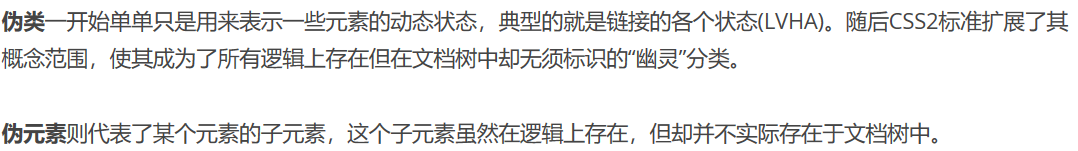 伪类一开始单单只是用来表示一些元素的动态状态，典型的就是链接的各个状态(LVHA)。随后CSS2标准扩展了其
概念范围，使其成为了所有逻辑上存在但在文档树中却无须标识的“幽灵”分类。
伪元素则代表了某个元素的子元素，这个子元素虽然在逻辑上存在，但却并不实际存在于文档树中。